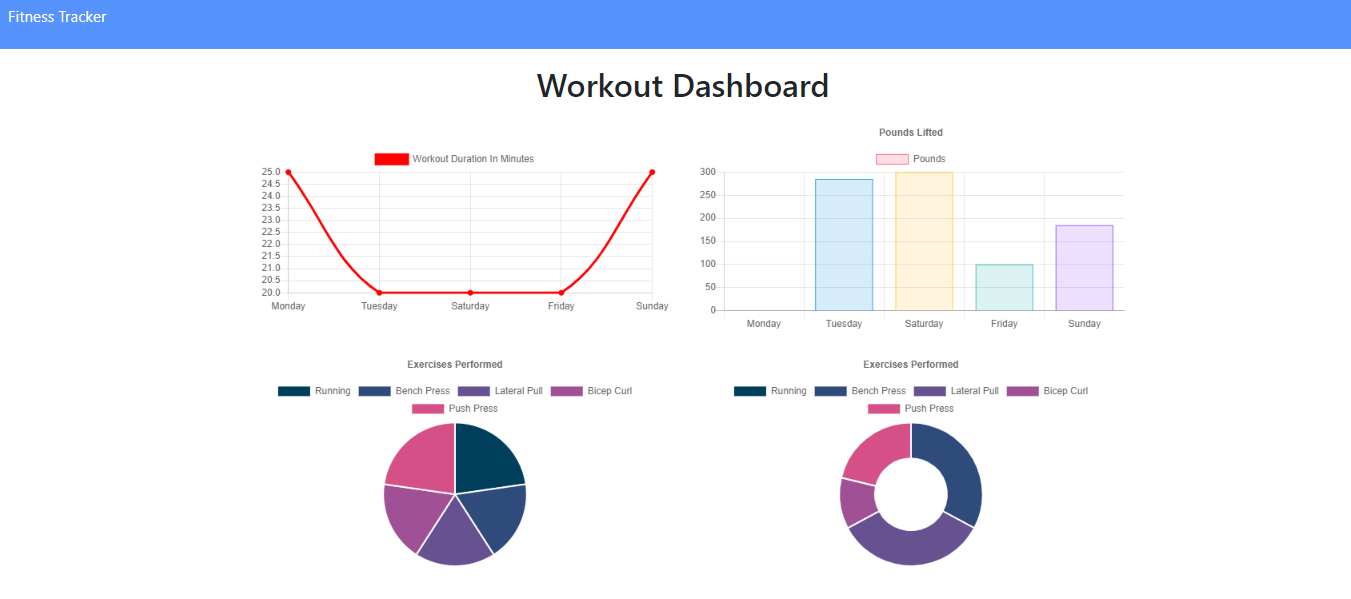 Fitness Tracker
Workout Dashboard
Workout Duration In Minutes
25.0
24.5
24.0
23.5
23.0
22.5
22.0
21.5
21.0
20.5
20.0
Monday Tuesday Saturday Friday Sunday
Pounds Lifted
Pounds
300
250
200
150
100
50
0
Monday Tuesday Saturday Friday Sunday
Exercises Performed
Running Bench Press Lateral Pull Bicep Curl
Push Press
Exercises Performed
Running Bench Press Lateral Pull Bicep Curl
Push Press